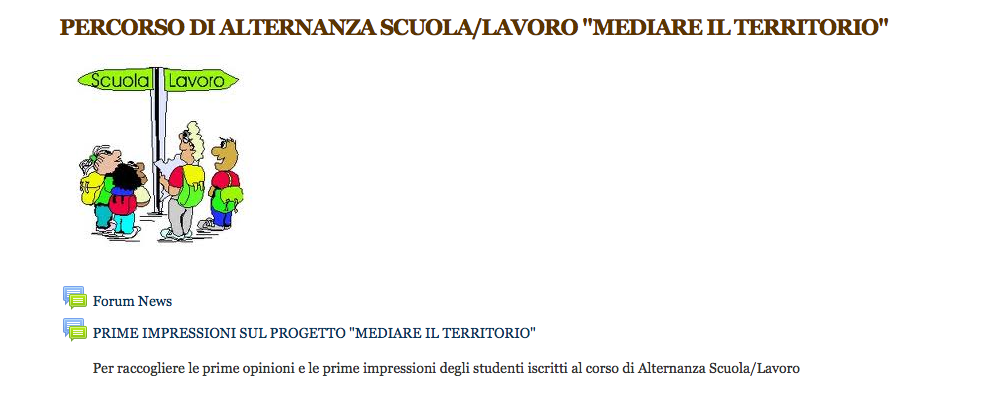 PERCORSO DI ALTERNANZA SCUOLA/LAVORO "MEDIARE IL TERRITORIO"
Scuola Lavoro
Forum News
PRIME IMPRESSIONI SUL PROGETTO "MEDIARE IL TERRITORIO"
Per raccogliere le prime opinioni e le prime impressioni degli studenti iscritti al corso di Alternanza Scuola/Lavoro